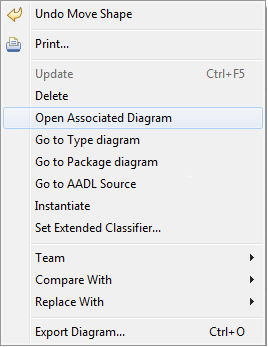 Undo Move Shape
Print...
Update Ctrl+F5
Delete
Open Associated Diagram
Go to Type diagram
Go to Package diagram
Go to AADL Source
Instantiate
Set Extended Classifier...
Team
Compare With
Replace With
Export Diagram... Ctrl+O